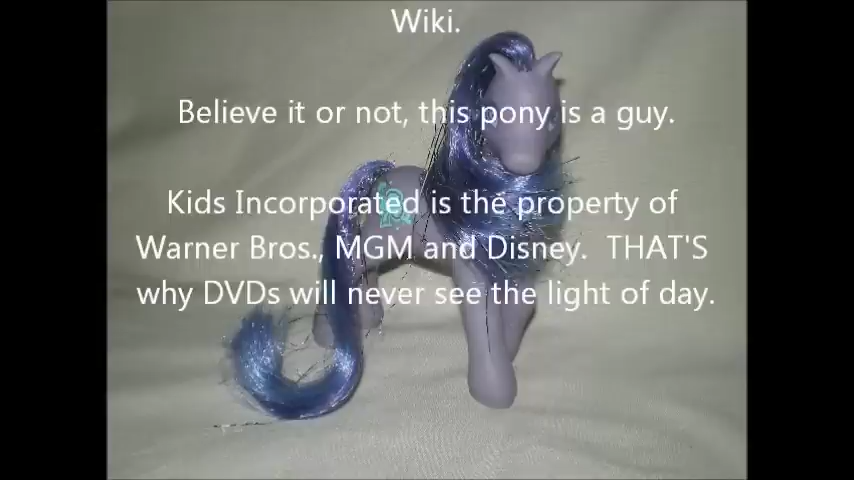 Wiki.
Believe it or not, this pony is a guy.
Kids Incorporated is the property of
Warner Bros., MGM and Disney.  THAT'S
why DVDs will never see the light of day.